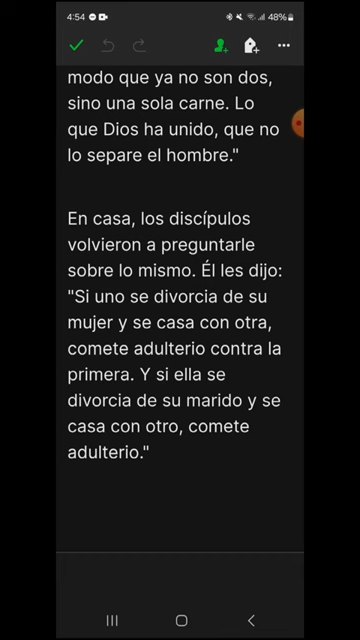 4:54
48%
modo que ya no son dos,
sino una sola carne. Lo
que Dios ha unido, que no
lo separe el hombre."
En casa, los discípulos
volvieron a preguntarle
sobre lo mismo. Él les dijo:
"Si uno se divorcia de su
mujer y se casa con otra,
comete adulterio contra la
primera. Y si ella se
divorcia de su marido y se
casa con otro, comete
adulterio."